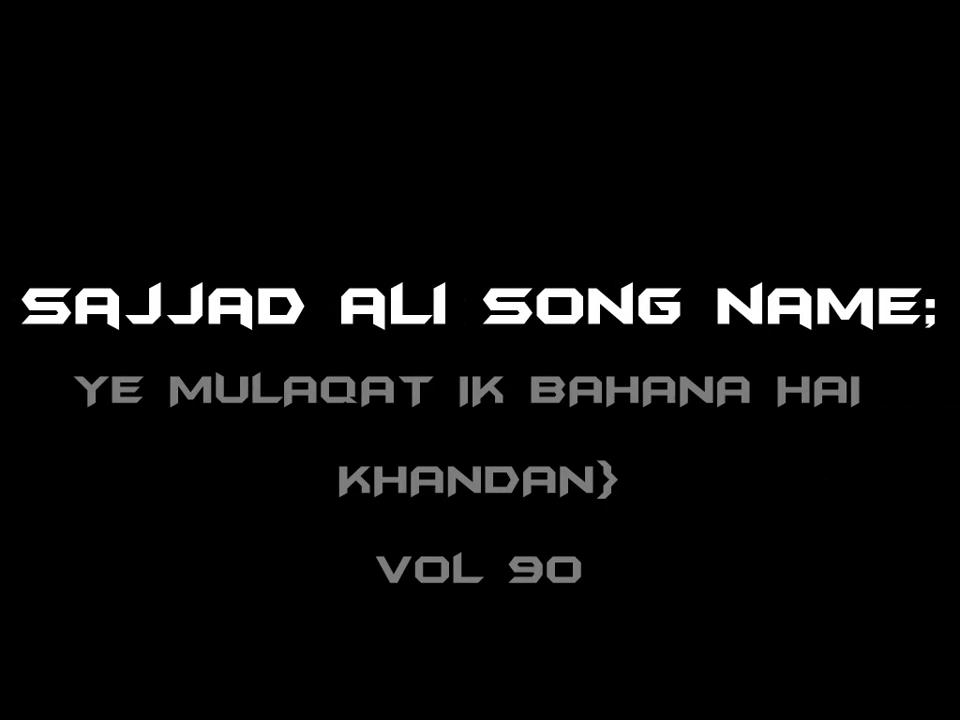 SAJJAD ALI SONG NAME;
YE MULAQAT IK BAHANA HAI
KHANDAN}
VOL 90